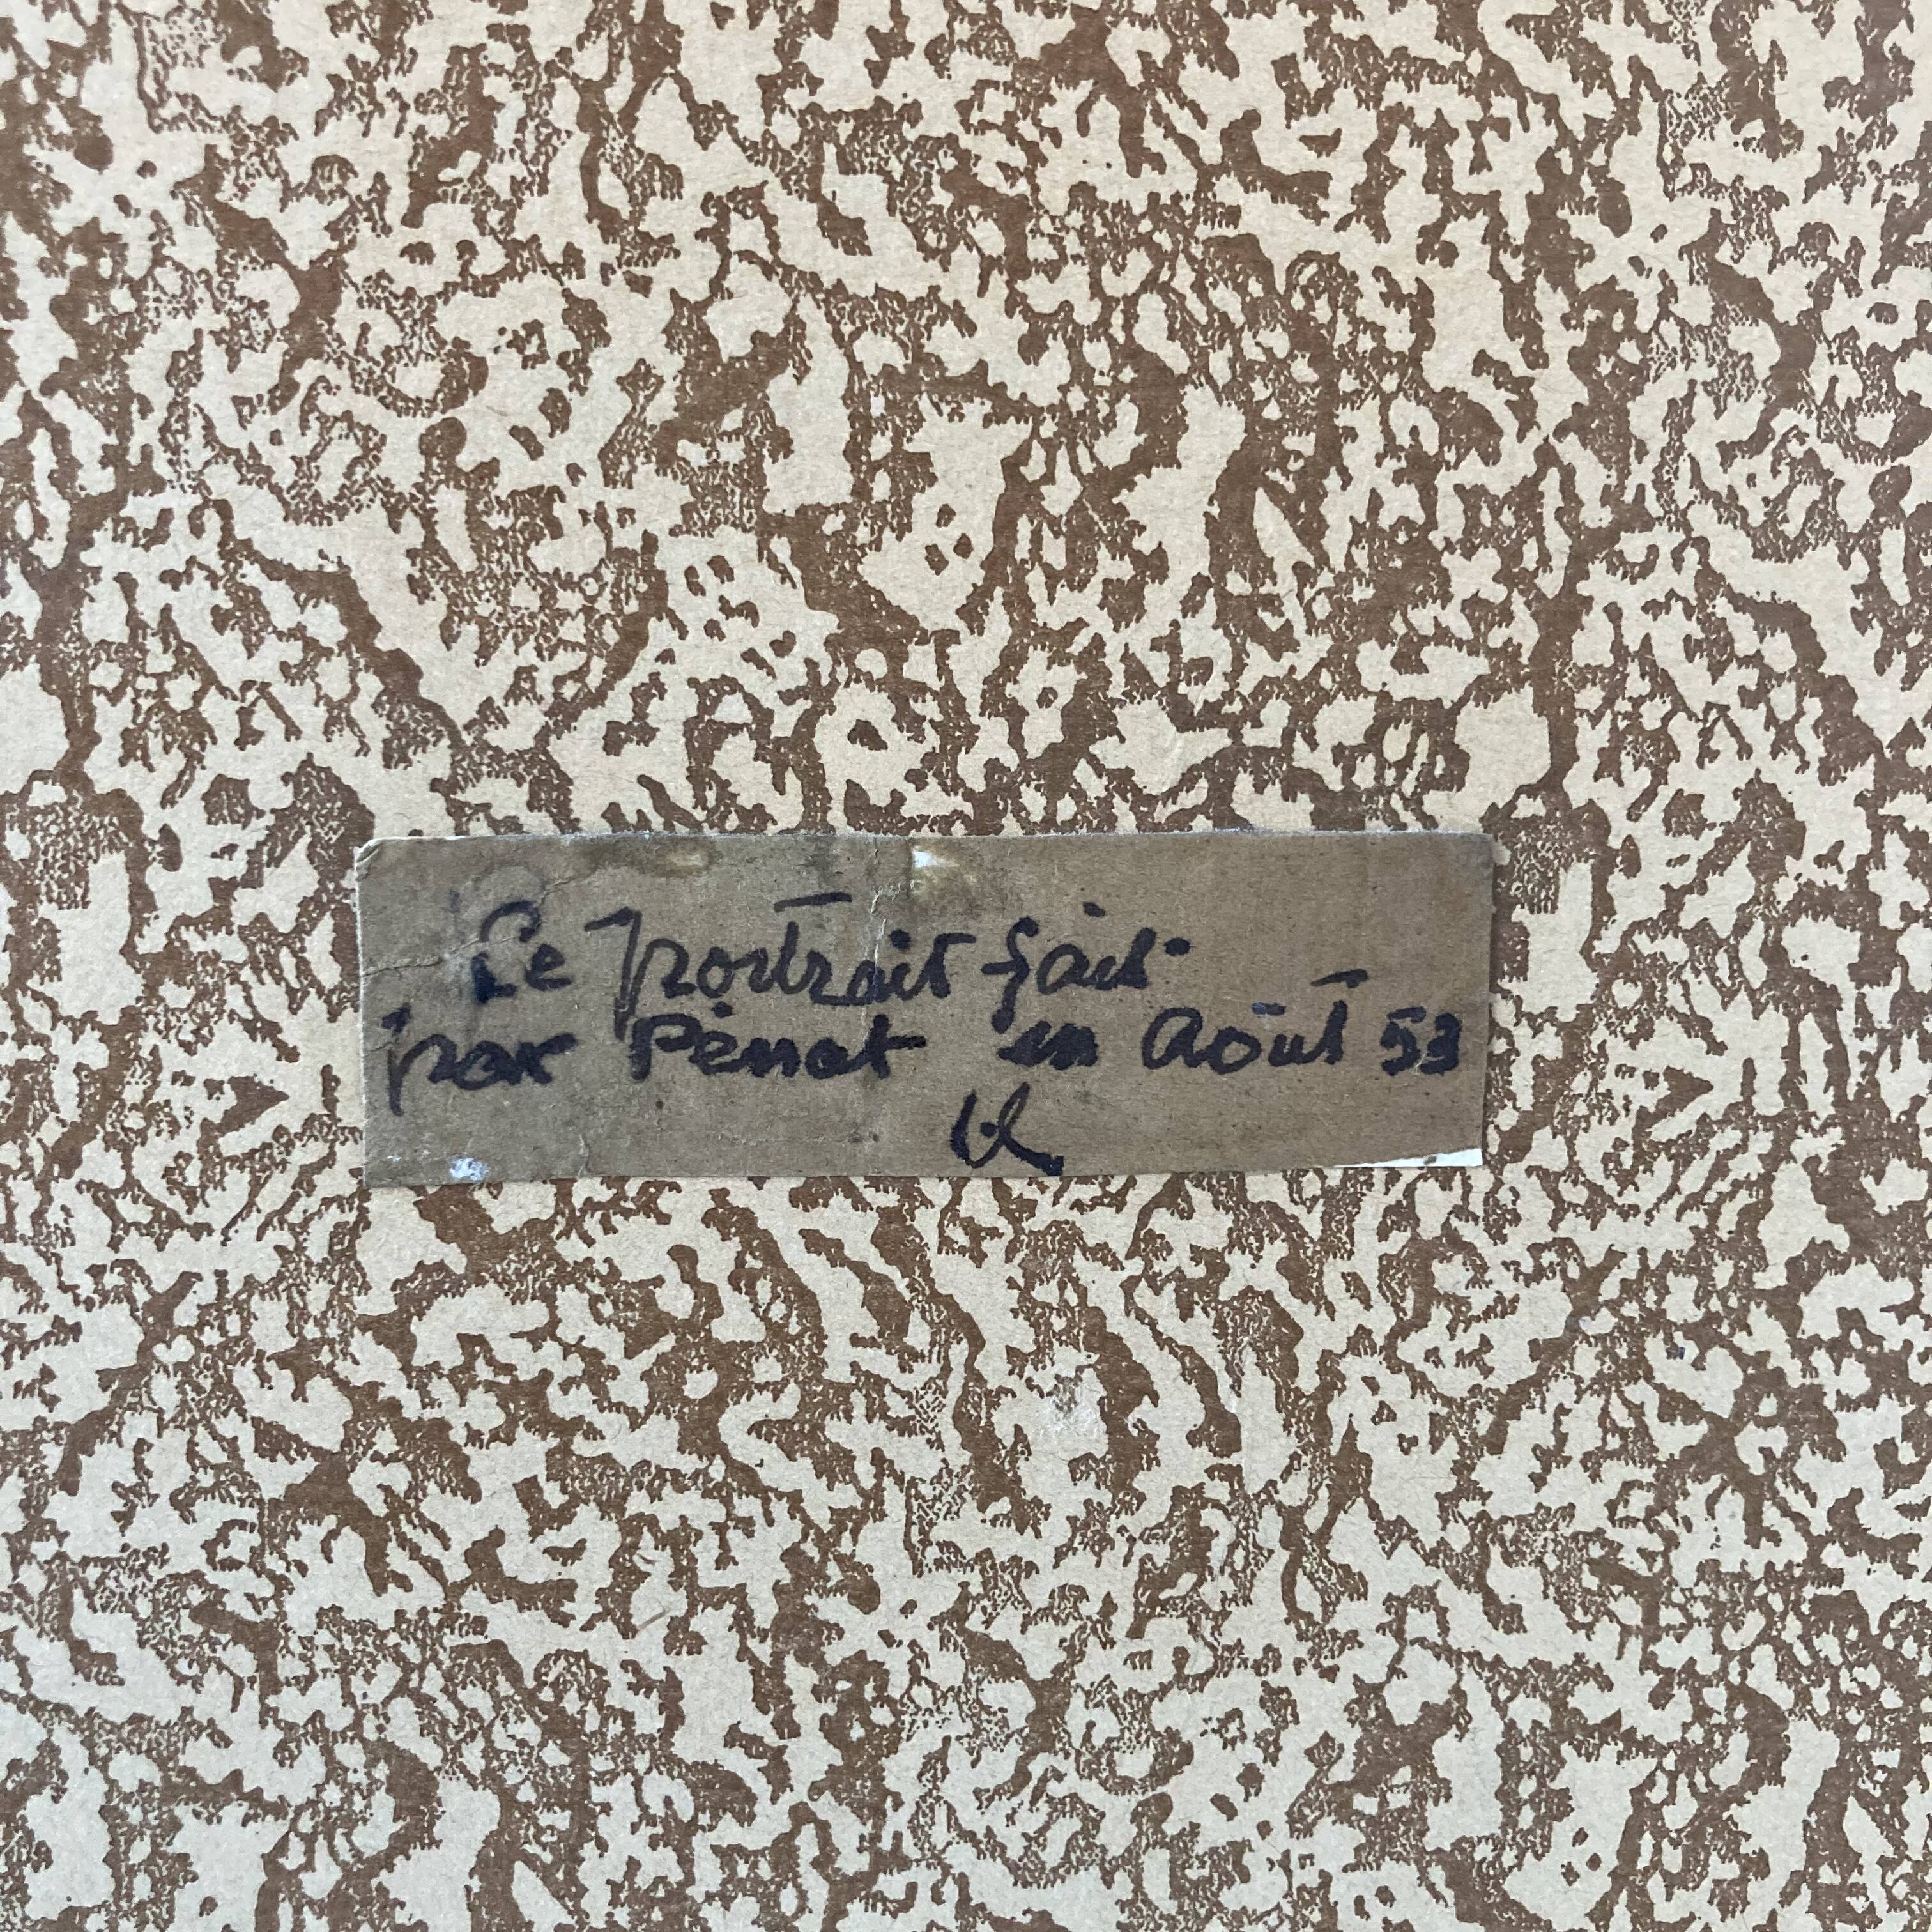 Le portrait fait
par Pénot en Août 53